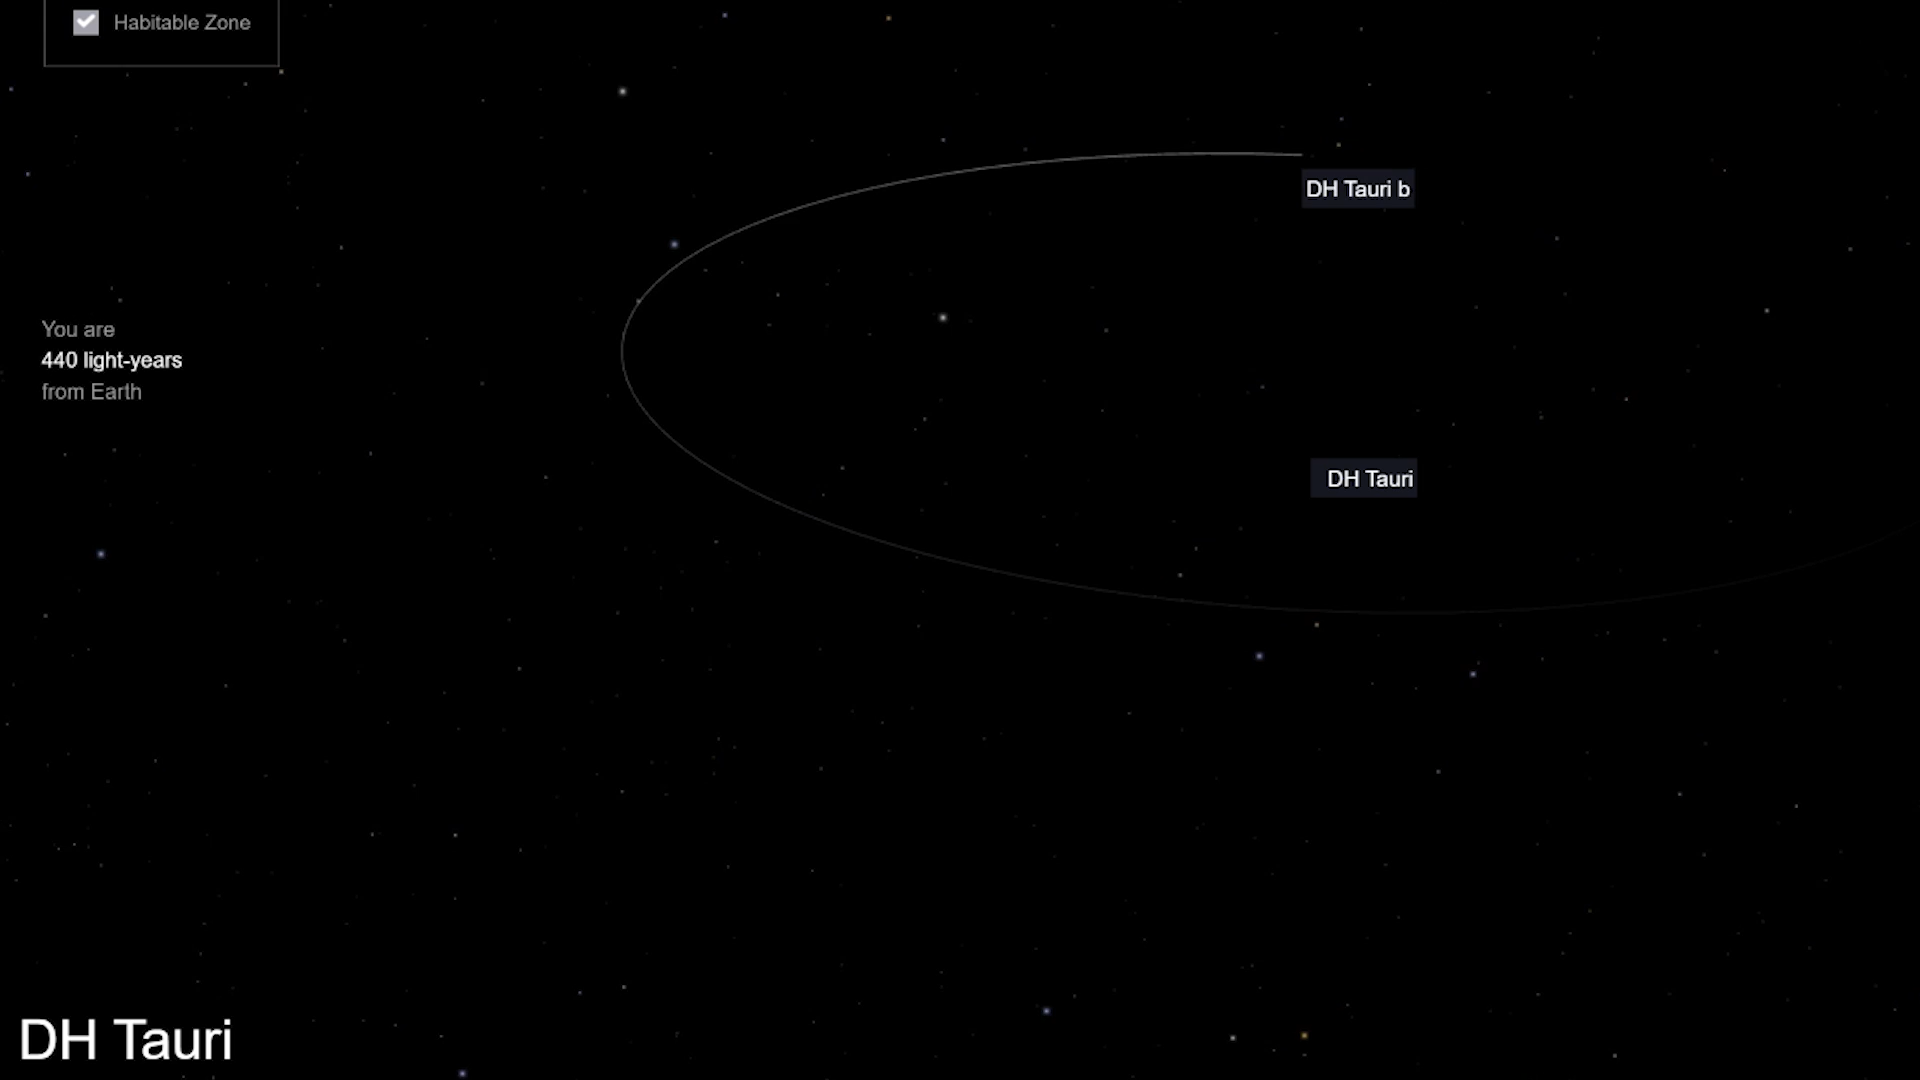 Habitable Zone
DH Tauri b
You are
440 light-years
from Earth
DH Tauri
DH Tauri